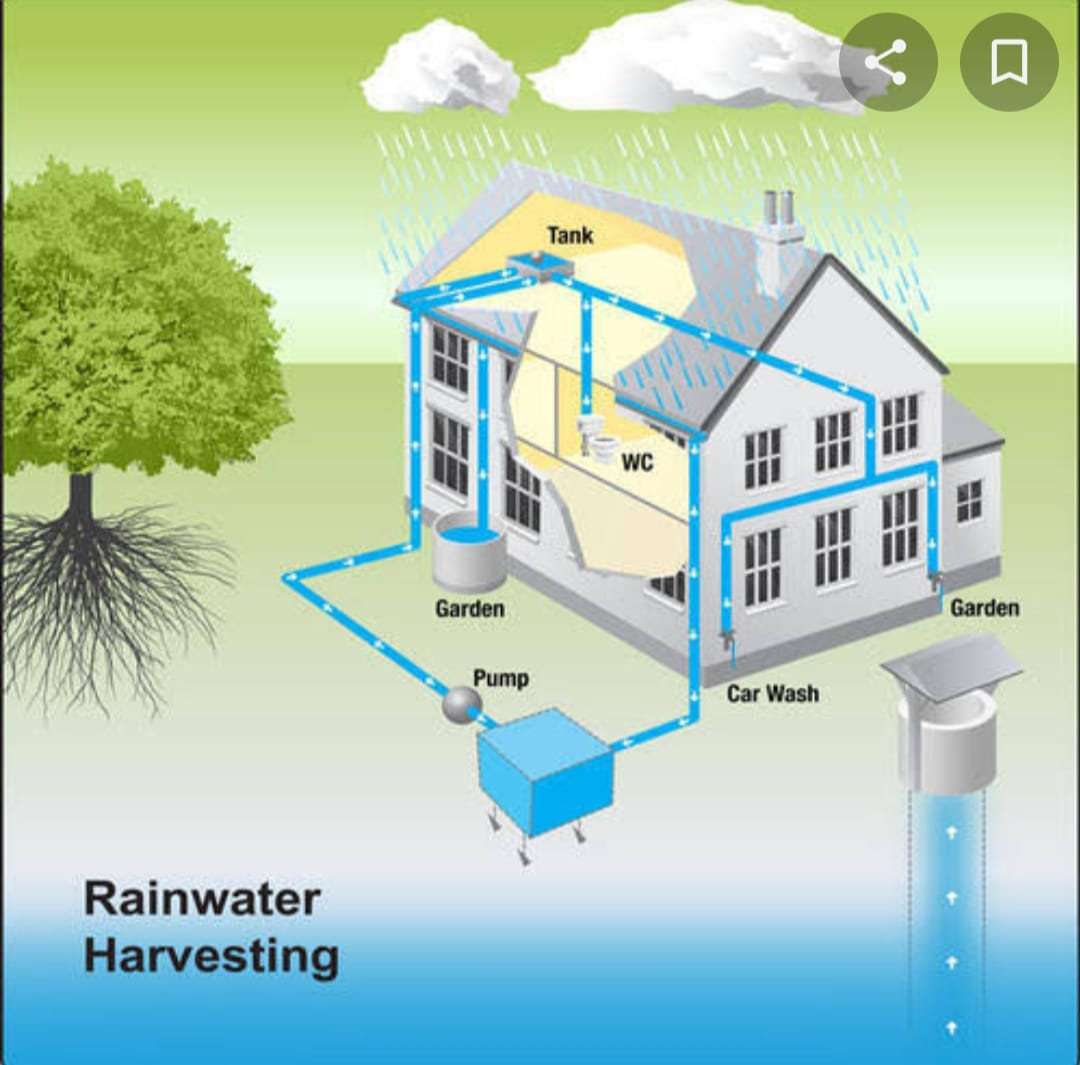 Tank
WC
Garden
Garden
Pump
Car Wash
Rainwater
Harvesting